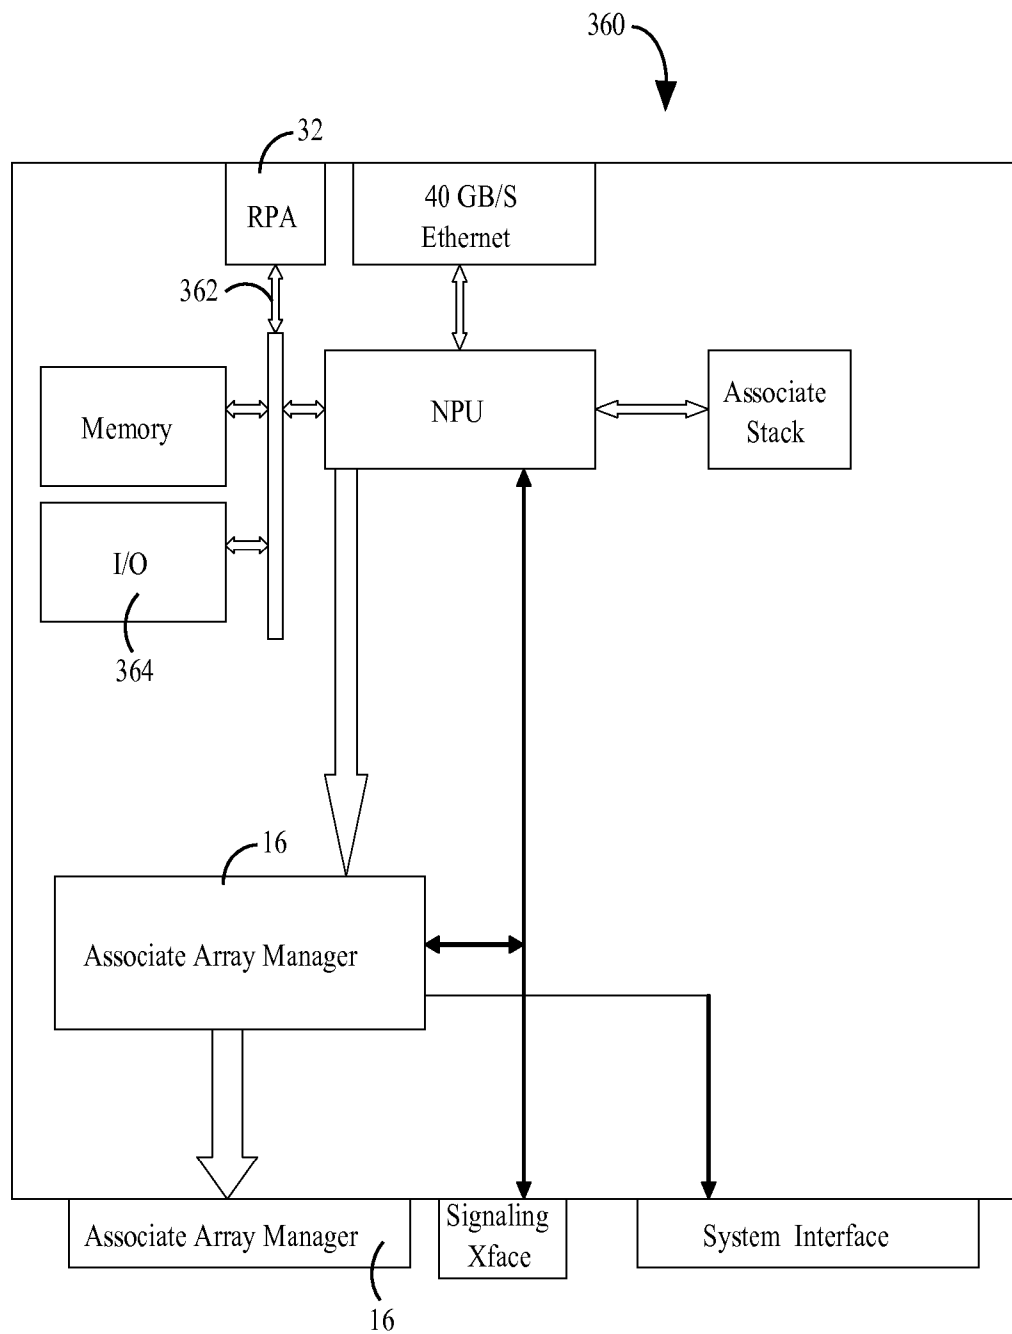 360
32
RPA
40 GB/S
Ethernet
362
Memory
NPU
Associate
Stack
I/O
364
16
Associate Array Manager
Associate Array Manager
Signaling
Xface
System Interface
16